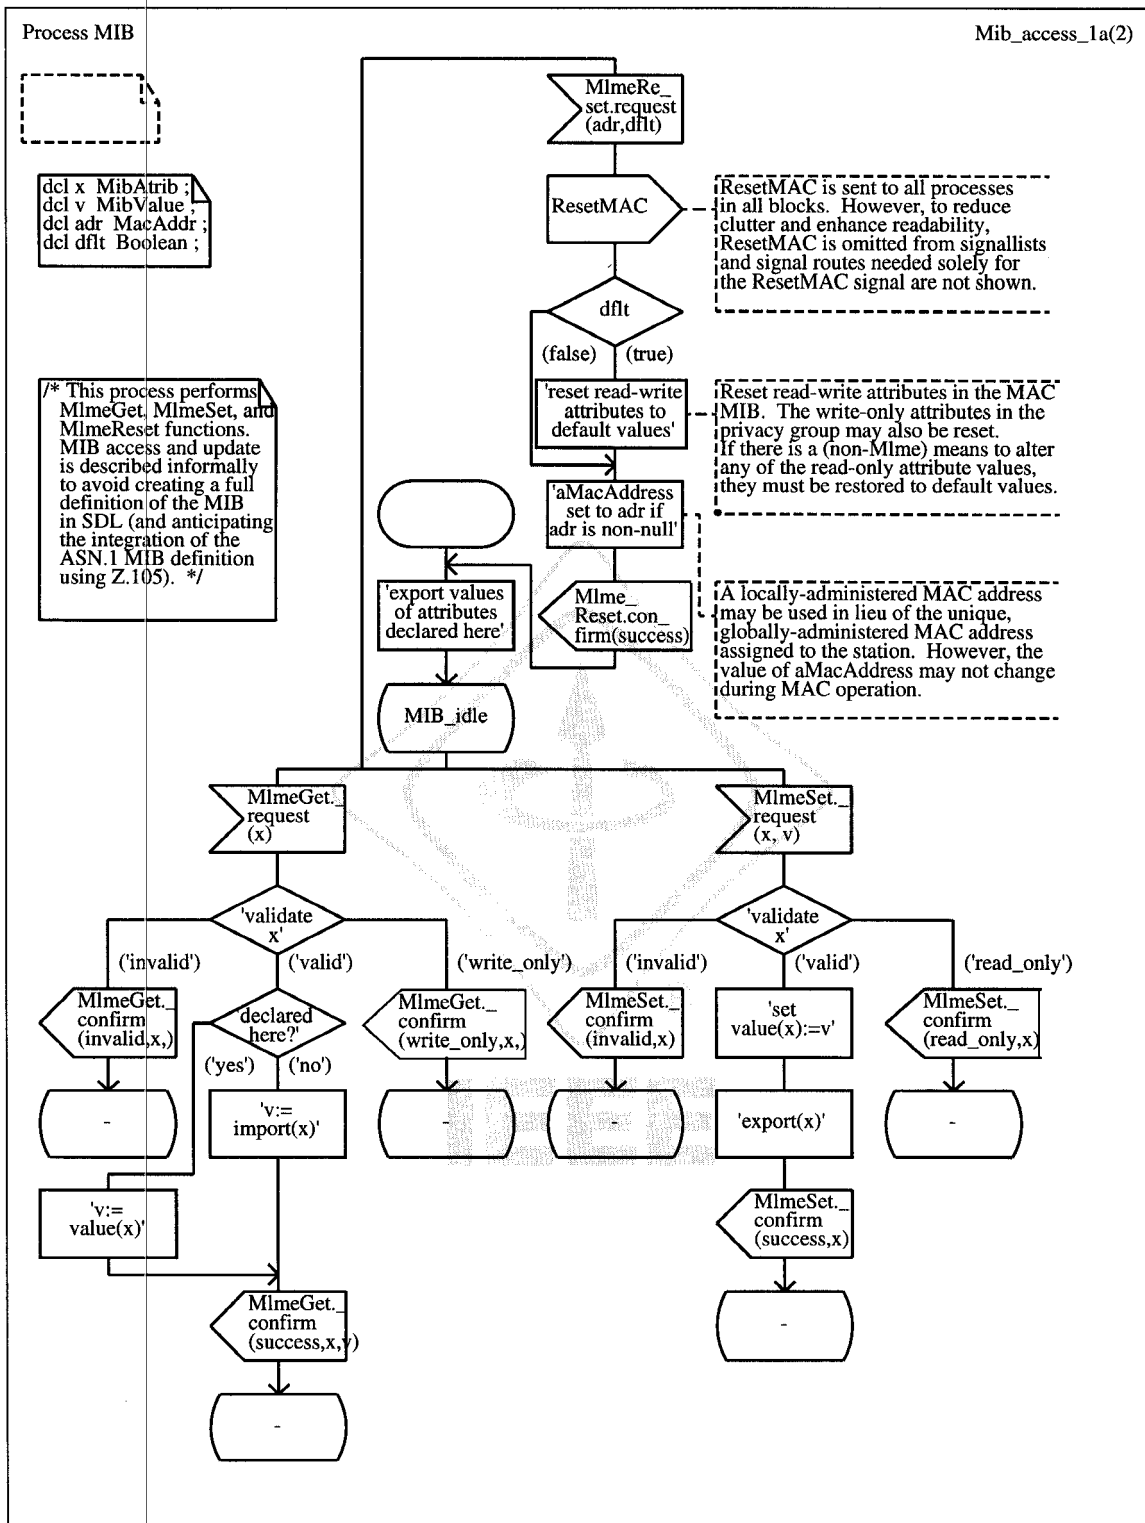 Process MIB
Mib_access_1a(2)
MlmeRe_
set.request
(adr,dflt)
dcl x MibAtrib ;
dcl v MibValue ;
dcl adr MacAddr ;
dcl dflt Boolean ;
ResetMAC
ResetMAC is sent to all processes
in all blocks. However, to reduce
clutter and enhance readability,
ResetMAC is omitted from signallists
and signal routes needed solely for
the ResetMAC signal are not shown.
dflt
(false)
(true)
/* This process performs
MlmeGet, MlmeSet, and
MlmeReset functions.
MIB access and update
is described informally
to avoid creating a full
definition of the MIB
in SDL (and anticipating
the integration of the
ASN.1 MIB definition
using Z.105). */
'reset read-write
attributes to
default values'
Reset read-write attributes in the MAC
MIB. The write-only attributes in the
privacy group may also be reset.
If there is a (non-Mlme) means to alter
any of the read-only attribute values,
they must be restored to default values.
'aMacAddress
set to adr if
adr is non-null'
'export values
of attributes
declared here'
Mlme_
Reset.con_
firm(success)
A locally-administered MAC address
may be used in lieu of the unique,
globally-administered MAC address
assigned to the station. However, the
value of aMacAddress may not change
during MAC operation.
MIB_idle
MlmeGet._
request
(x)
MlmeSet._
request
(x, v)
'validate
x'
'validate
x'
('invalid')
('valid')
('write_only')
('invalid')
('valid')
('read_only')
MlmeGet._
confirm
(invalid,x,)
'declared
here?'
MlmeGet._
confirm
(write_only,x,)
MlmeSet._
confirm
(invalid,x)
'set
value(x):=v'
MlmeSet._
confirm
(read_only,x)
('yes')
('no')
-
'v:=
import(x)'
-
-
'export(x)'
-
IEEE
'v:=
value(x)'
MlmeSet._
confirm
(success,x)
MlmeGet._
confirm
(success,x,v)
-
-